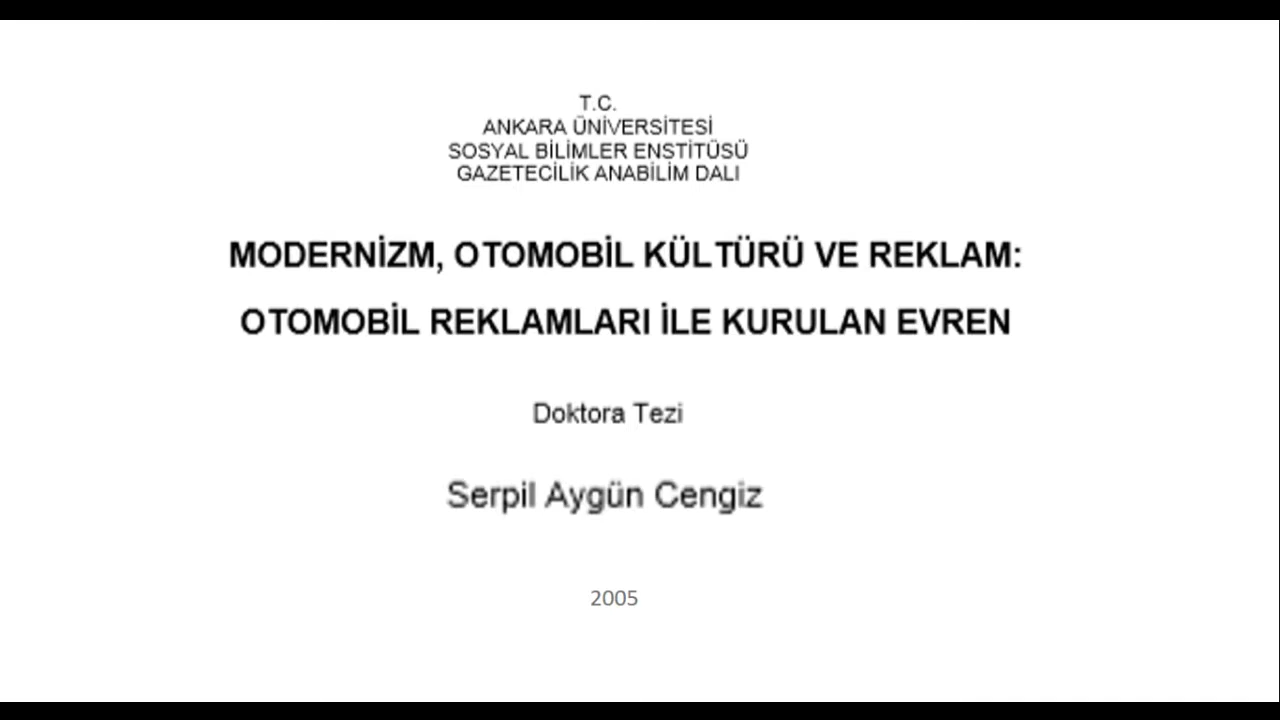 T.C.
ANKARA ÜNİVERSİTESİ
SOSYAL BİLİMLER ENSTİTÜSÜ
GAZETECİLİK ANABİLİM DALI
MODERNİZM, OTOMOBİL KÜLTÜRÜ VE REKLAM:
OTOMOBİL REKLAMLARI İLE KURULAN EVREN
Doktora Tezi
Serpil Aygün Cengiz
2005